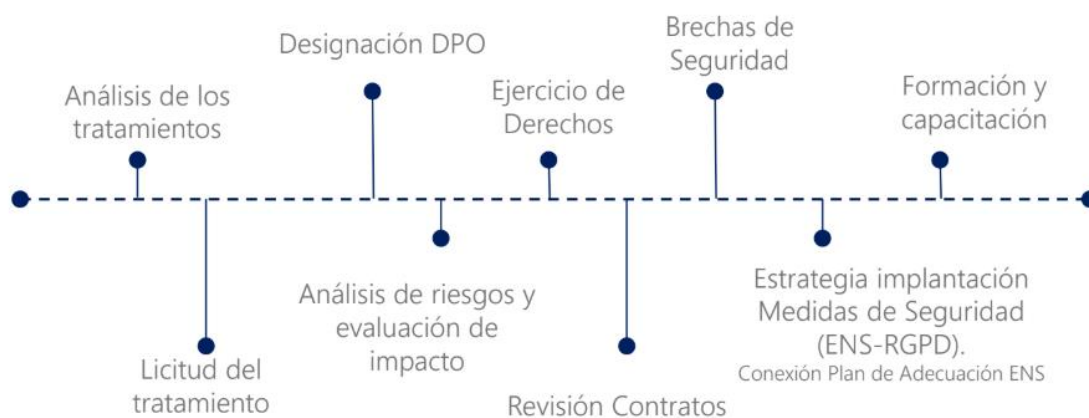 Análisis de los
tratamientos
Licitud del
tratamiento
Designación DPO
Análisis de riesgos y
evaluación de
impacto
Ejercicio de
Derechos
Revisión Contratos
Brechas de
Seguridad
Estrategia implantación
Medidas de Seguridad
(ENS-RGPD).
Conexión Plan de Adecuación ENS
Formación y
capacitación